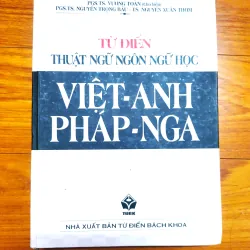 PGS.TS. VƯƠNG TOÀN
PGS.TS. NGUYỄN TRỌNG BÁU - TS. NGUYỄN XUÂN THƠM
TỪ ĐIỂN
THUẬT NGỮ NGÔN NGỮ HỌC
VIỆT-ANH
PHÁP-NGA
NHÀ XUẤT BẢN TỪ ĐIỂN BÁCH KHOA